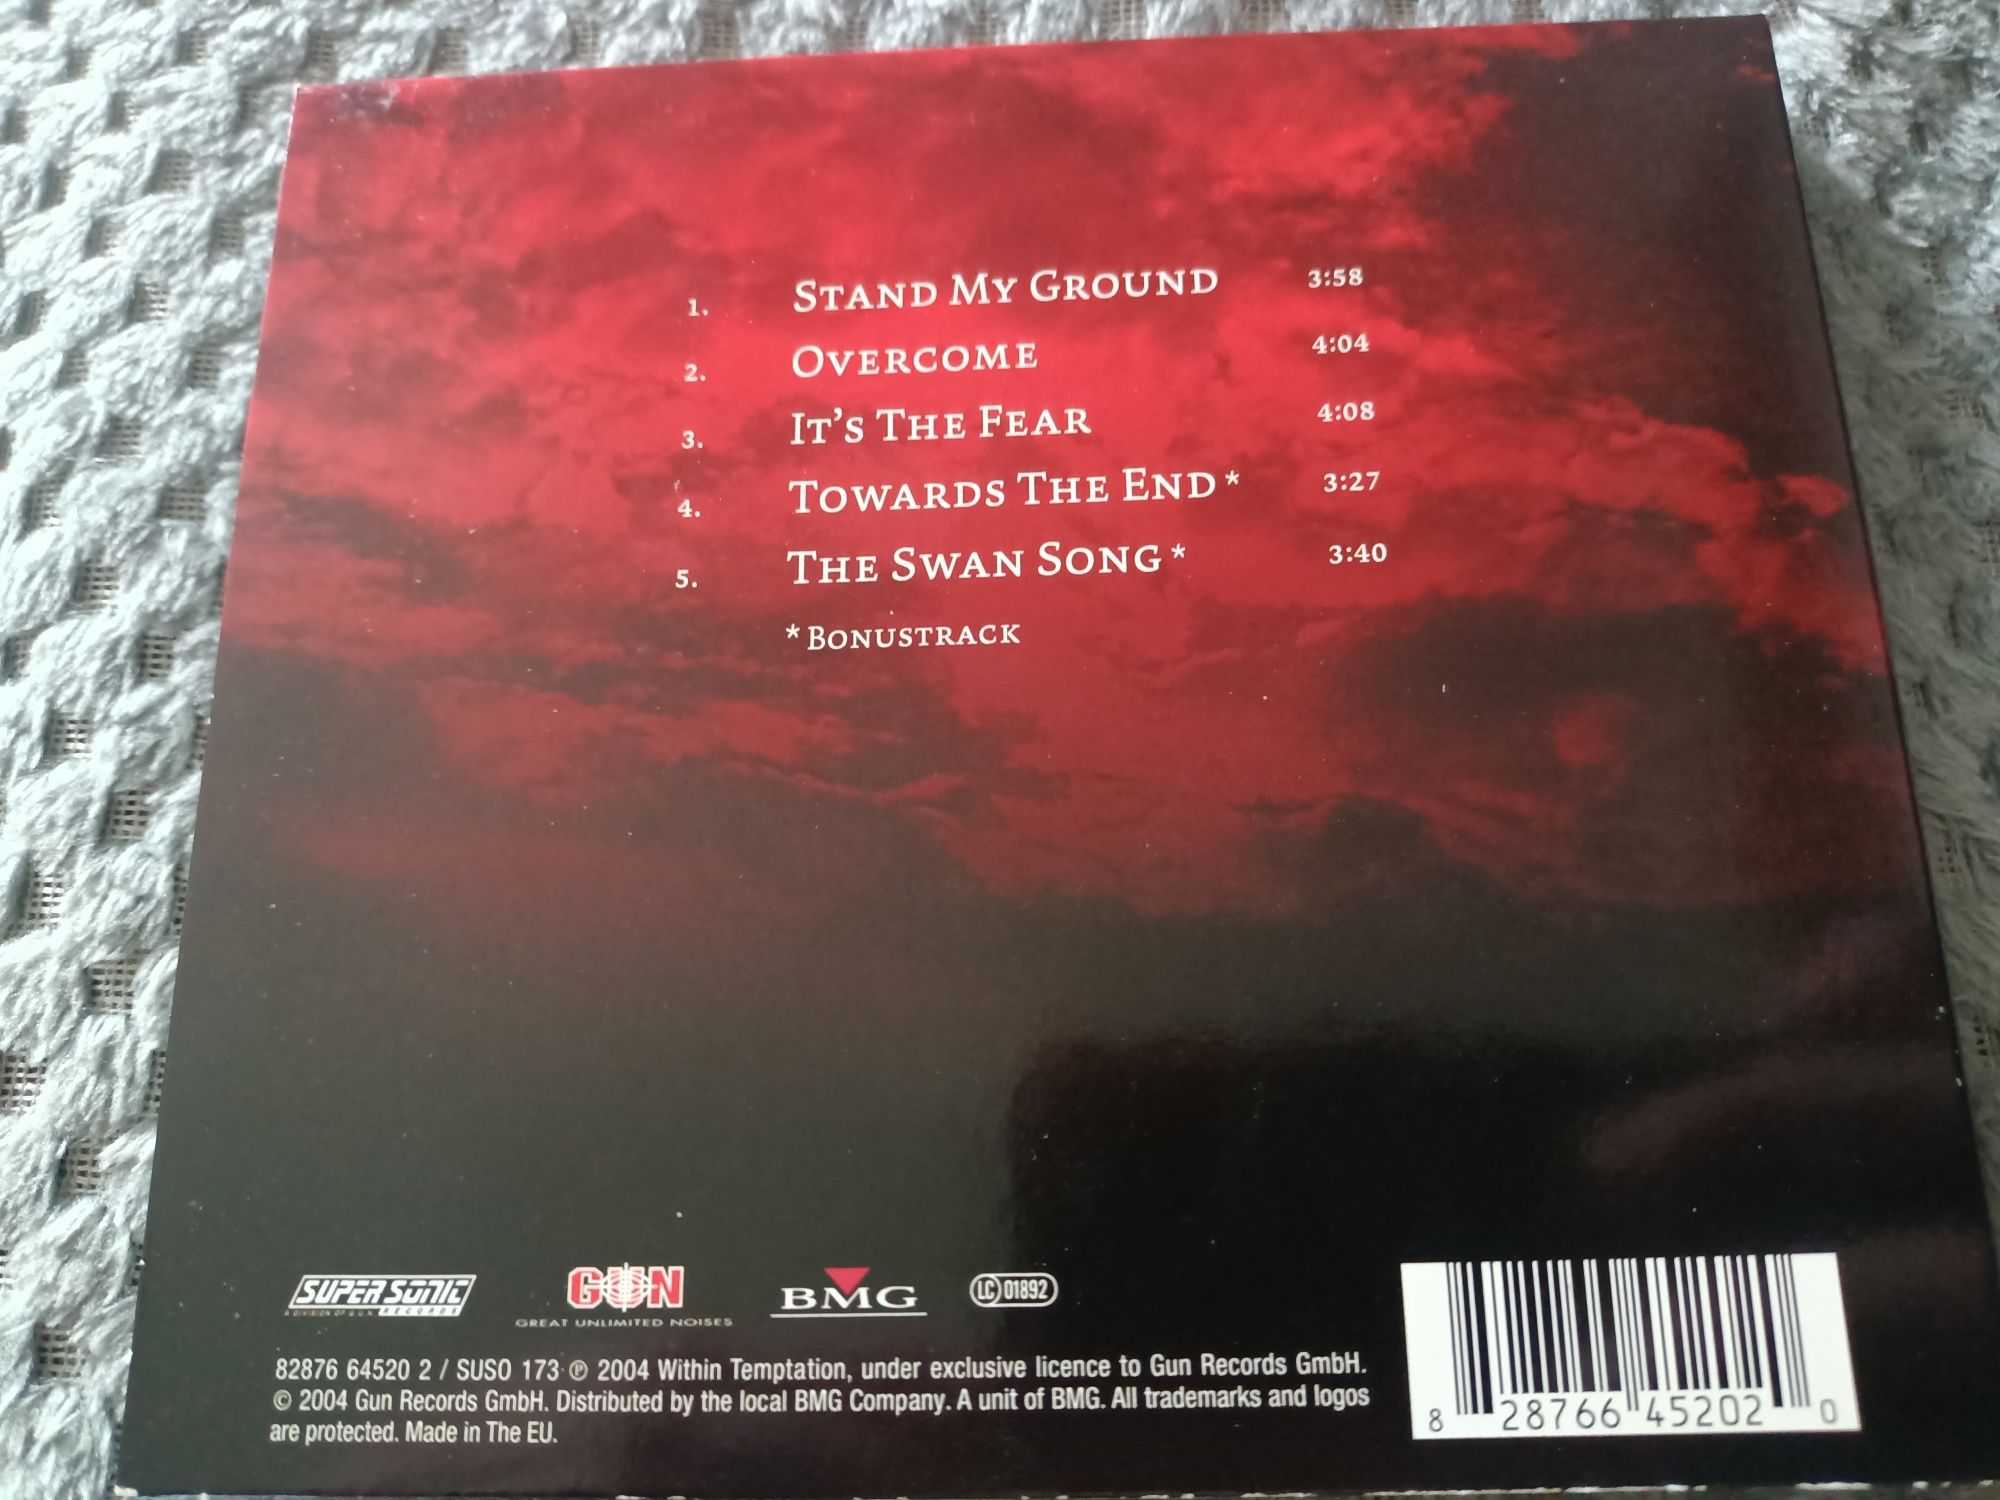 1. Stand My Ground 3:58
2. Overcome 4:04
3. It's The Fear 4:08
4. Towards The End * 3:27
5. The Swan Song * 3:40
* Bonustrack
SUPERSONIC
A DIVISION OF G.U.N. RECORDS
GUN
GREAT UNLIMITED NOISES
BMG
LC 01892
82876 64520 2 / SUSO 173 ℗ 2004 Within Temptation, under exclusive licence to Gun Records GmbH.
© 2004 Gun Records GmbH. Distributed by the local BMG Company. A unit of BMG. All trademarks and logos
are protected. Made in The EU.
8 28766 45202 0